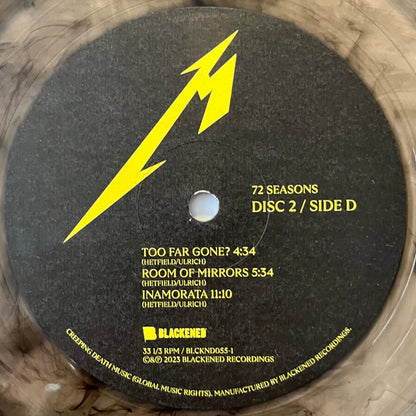 M
72 SEASONS
DISC 2 / SIDE D
TOO FAR GONE? 4:34
(HETFIELD/ULRICH)
ROOM OF MIRRORS 5:34
(HETFIELD/ULRICH)
INAMORATA 11:10
(HETFIELD/ULRICH)
B BLACKENED
33 1/3 RPM / BLCKND055-1
©&℗ 2023 BLACKENED RECORDINGS
CREEPING DEATH MUSIC (GLOBAL MUSIC RIGHTS), MANUFACTURED BY BLACKENED RECORDINGS.